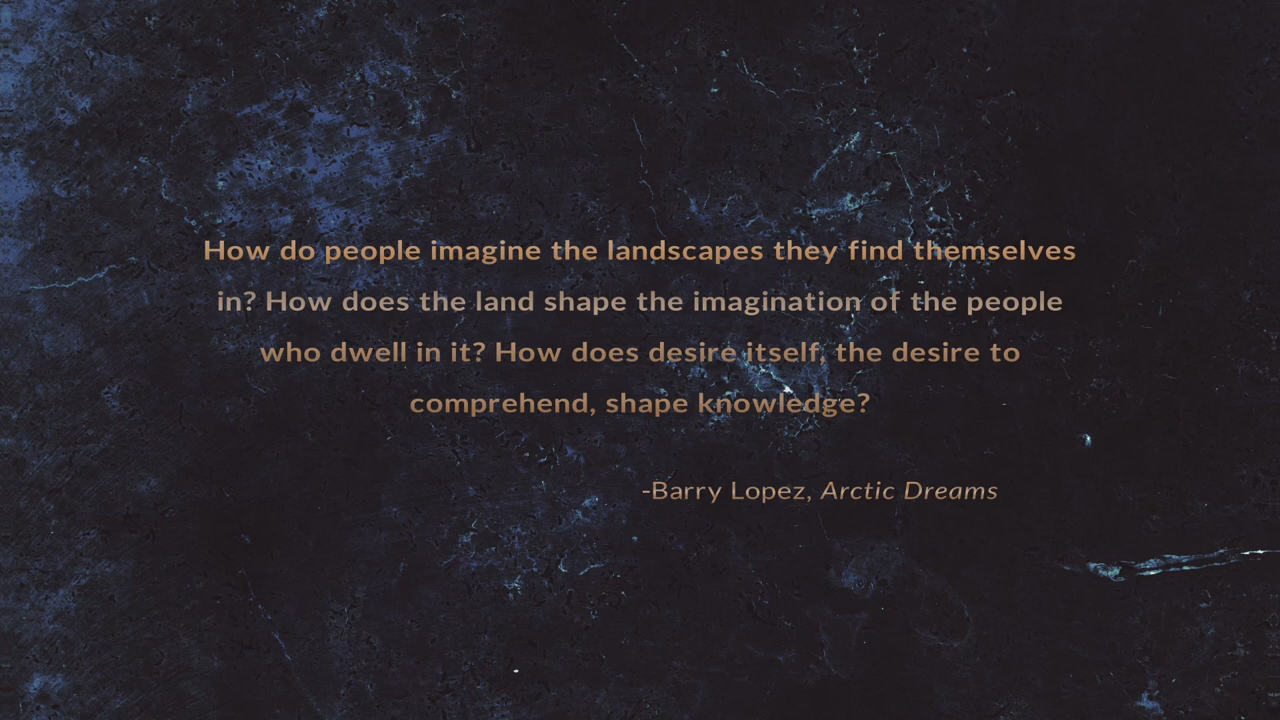 How do people imagine the landscapes they find themselves
in? How does the land shape the imagination of the people
who dwell in it? How does desire itself, the desire to
comprehend, shape knowledge?
-Barry Lopez, Arctic Dreams